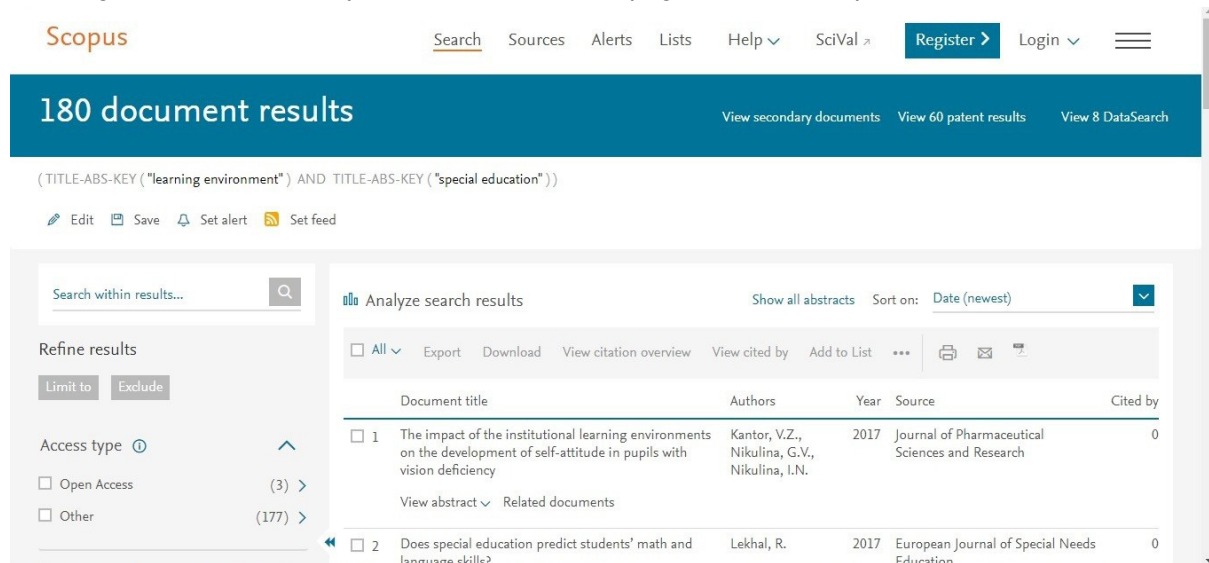 Scopus
Search Sources Alerts Lists Help SciVal Register Login
180 document results
View secondary documents View 60 patent results View 8 DataSearch
( TITLE-ABS-KEY ( "learning environment" ) AND TITLE-ABS-KEY ( "special education" ) )
Edit Save Set alert Set feed
Search within results...
Refine results
Limit to Exclude
Access type
Open Access (3)
Other (177)
Analyze search results Show all abstracts Sort on: Date (newest)
All Export Download View citation overview View cited by Add to List •••
Document title Authors Year Source Cited by
1 The impact of the institutional learning environments Kantor, V.Z., 2017 Journal of Pharmaceutical 0
on the development of self-attitude in pupils with Nikulina, G.V., Sciences and Research
vision deficiency Nikulina, I.N.
View abstract Related documents
2 Does special education predict students' math and Lekhal, R. 2017 European Journal of Special Needs 0
language skills? Education